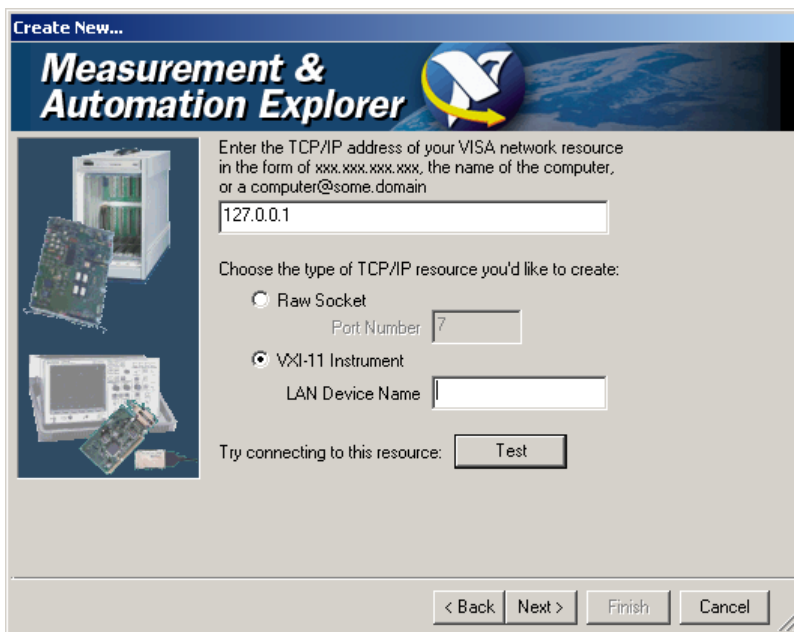 Create New...
Measurement &
Automation Explorer
Enter the TCP/IP address of your VISA network resource
in the form of xxx.xxx.xxx.xxx, the name of the computer,
or a computer@some.domain
127.0.0.1
Choose the type of TCP/IP resource you'd like to create:
Raw Socket
Port Number 7
VXI-11 Instrument
LAN Device Name
Try connecting to this resource: Test
< Back Next > Finish Cancel